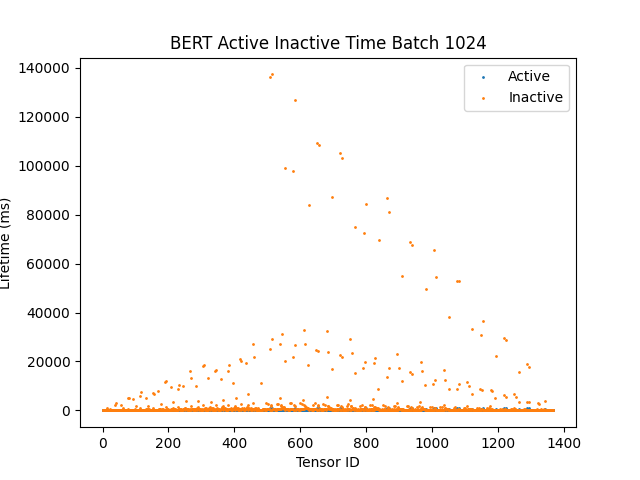 BERT Active Inactive Time Batch 1024
Active
Inactive
Lifetime (ms)
140000
120000
100000
80000
60000
40000
20000
0
0 200 400 600 800 1000 1200 1400
Tensor ID